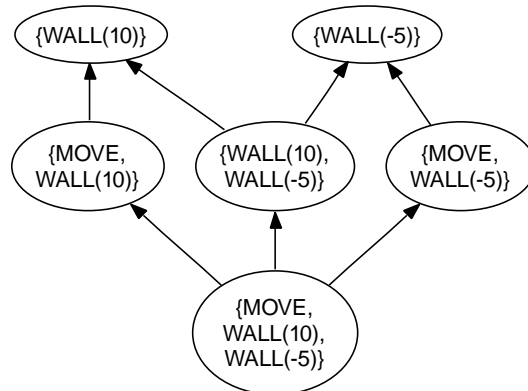 {WALL(10)}
{WALL(-5)}
{MOVE,
WALL(10)}
{WALL(10),
WALL(-5)}
{MOVE,
WALL(-5)}
{MOVE,
WALL(10),
WALL(-5)}